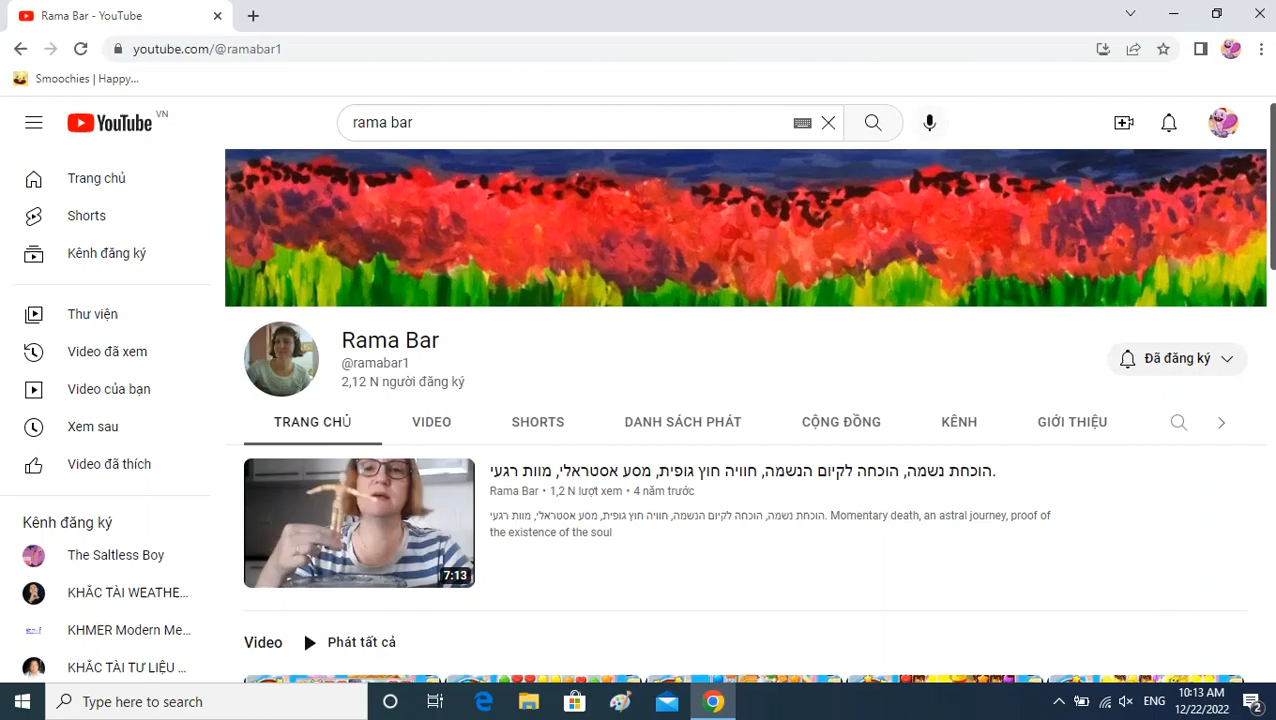 Rama Bar - YouTube
youtube.com/@ramabar1
Smoochies | Happy...
YouTube VN
rama bar
Trang chủ
Shorts
Kênh đăng ký
Thư viện
Video đã xem
Video của bạn
Xem sau
Video đã thích
Kênh đăng ký
The Saltless Boy
KHẮC TÀI WEATHE...
KHMER Modern Me...
KHẮC TÀI TƯ LIỆU ...
Rama Bar
@ramabar1
2,12 N người đăng ký
Đã đăng ký
TRANG CHỦ VIDEO SHORTS DANH SÁCH PHÁT CỘNG ĐỒNG KÊNH GIỚI THIỆU
הוכחת נשמה, הוכחה לקיום הנשמה, חוויה חוץ גופית, מסע אסטראלי, מוות רגעי.
Rama Bar • 1,2 N lượt xem • 4 năm trước
הוכחת נשמה, הוכחה לקיום הנשמה, חוויה חוץ גופית, מסע אסטראלי, מוות רגעי. Momentary death, an astral journey, proof of
the existence of the soul
7:13
Video Phát tất cả
Type here to search
ENG
10:13 AM
12/22/2022
2